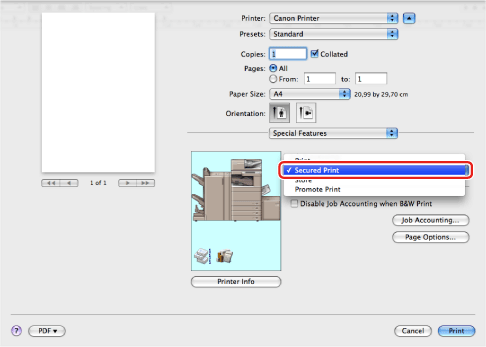 Printer: Canon Printer
Presets: Standard
Copies: 1 Collated
Pages: All
From: 1 to: 1
Paper Size: A4 20,99 by 29,70 cm
Orientation:
Special Features
Print
✓ Secured Print
Store
Promote Print
1 of 1
Disable Job Accounting when B&W Print
Job Accounting...
Page Options...
Printer Info
? PDF ▾ Cancel Print